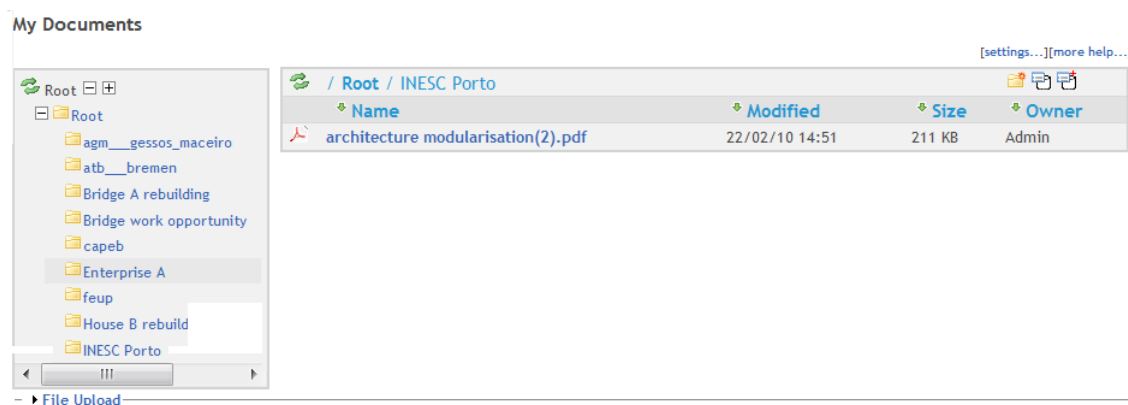 My Documents
[settings...][more help...
Root
Root
agm___gessos_maceiro
atb___bremen
Bridge A rebuilding
Bridge work opportunity
capeb
Enterprise A
feup
House B rebuild
INESC Porto
/ Root / INESC Porto
Name Modified Size Owner
architecture modularisation(2).pdf 22/02/10 14:51 211 KB Admin
File Upload